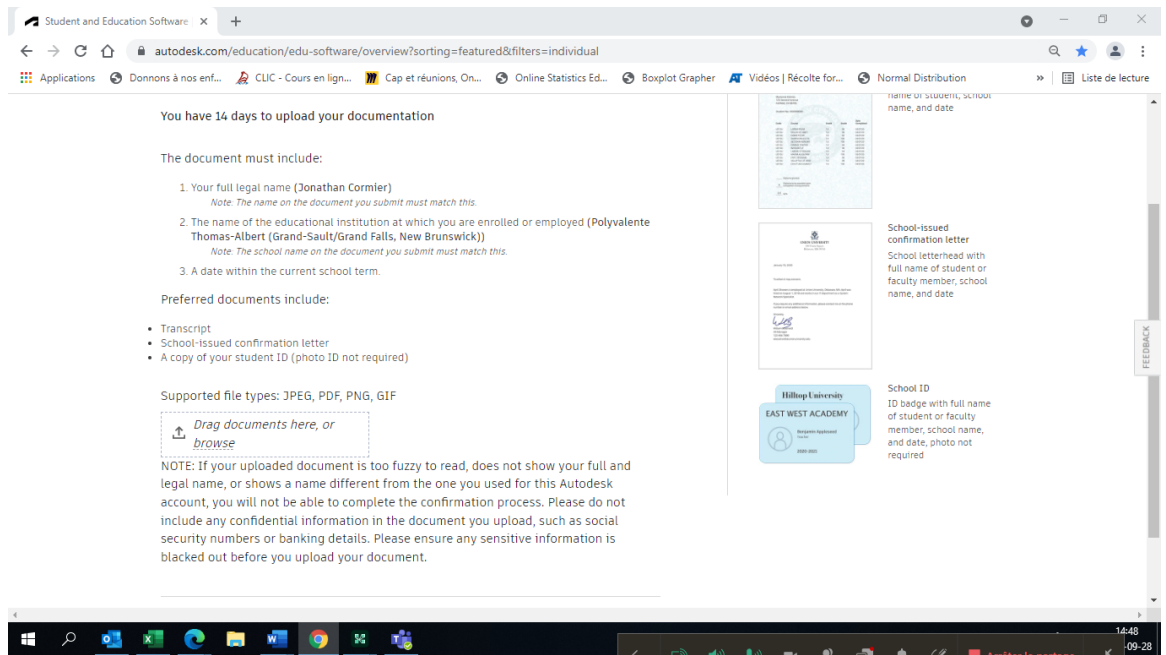 Student and Education Software
autodesk.com/education/edu-software/overview?sorting=featured&filters=individual
Applications Donnons à nos enf... CLIC - Cours en lign... Cap et réunions, On... Online Statistics Ed... Boxplot Grapher Vidéos | Récolte for... Normal Distribution » Liste de lecture
You have 14 days to upload your documentation
The document must include:
1. Your full legal name (Jonathan Cormier)
Note: The name on the document you submit must match this.
2. The name of the educational institution at which you are enrolled or employed (Polyvalente
Thomas-Albert (Grand-Sault/Grand Falls, New Brunswick))
Note: The school name on the document you submit must match this.
3. A date within the current school term.
Preferred documents include:
• Transcript
• School-issued confirmation letter
• A copy of your student ID (photo ID not required)
Supported file types: JPEG, PDF, PNG, GIF
Drag documents here, or
browse
NOTE: If your uploaded document is too fuzzy to read, does not show your full and
legal name, or shows a name different from the one you used for this Autodesk
account, you will not be able to complete the confirmation process. Please do not
include any confidential information in the document you upload, such as social
security numbers or banking details. Please ensure any sensitive information is
blacked out before you upload your document.
name of student, school
name, and date
School-issued
confirmation letter
School letterhead with
full name of student or
faculty member, school
name, and date
School ID
ID badge with full name
of student or faculty
member, school name,
and date, photo not
required
Hilltop University
EAST WEST ACADEMY
Benjamin Applewood
2020-2021
FEEDBACK
14:48
-09-28
Arrêter le partage